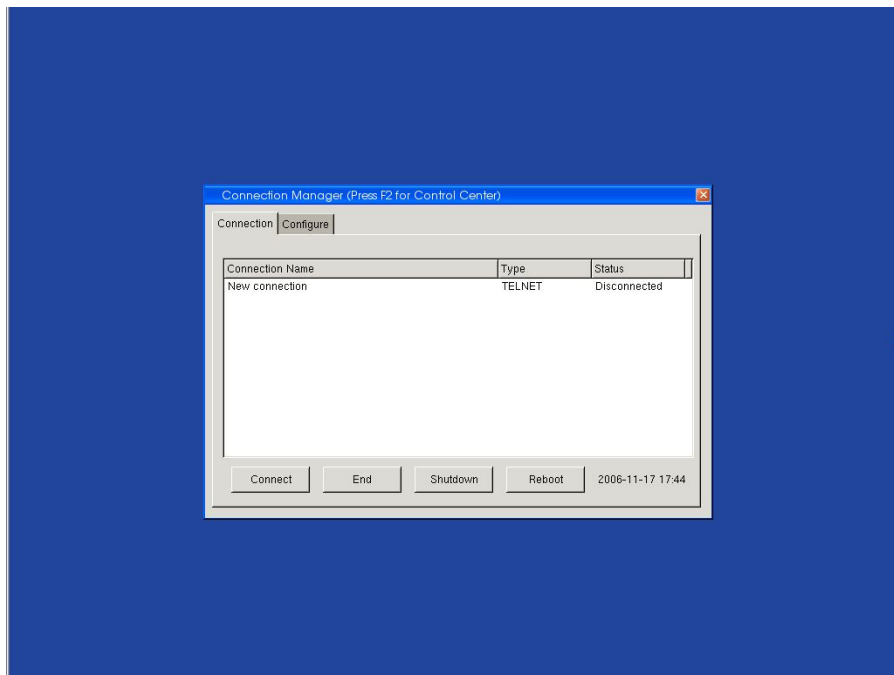 Connection Manager (Press F2 for Control Center)
Connection Configure
Connection Name Type Status
New connection TELNET Disconnected
Connect End Shutdown Reboot 2006-11-17 17:44